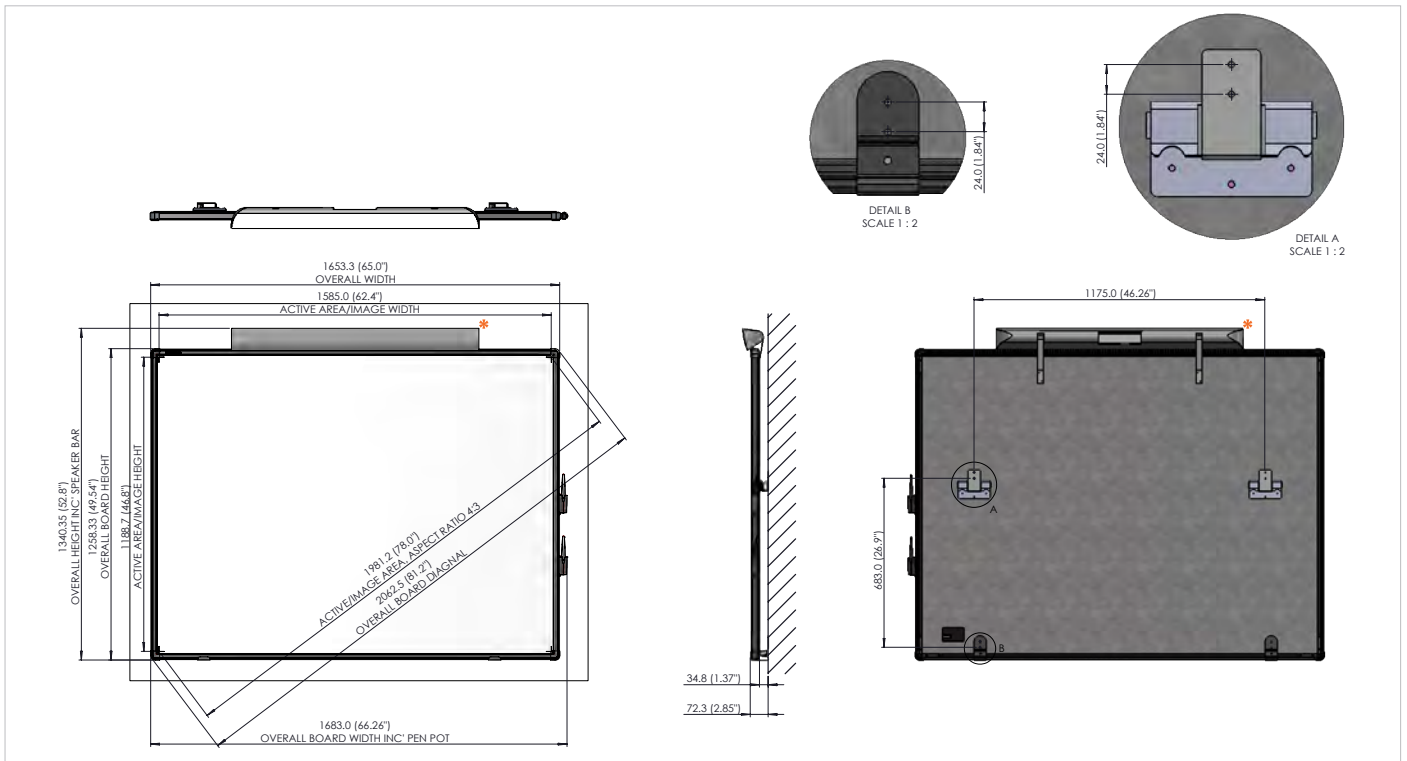 24.0 (1.84")
DETAIL B
SCALE 1 : 2
24.0 (1.84")
DETAIL A
SCALE 1 : 2
1653.3 (65.0")
OVERALL WIDTH
1585.0 (62.4")
ACTIVE AREA/IMAGE WIDTH
*
1340.35 (52.8")
OVERALL HEIGHT INC' SPEAKER BAR
1258.33 (49.54")
OVERALL BOARD HEIGHT
1188.7 (46.8")
ACTIVE AREA/IMAGE HEIGHT
1981.2 (78.0")
ACTIVE/IMAGE AREA, ASPECT RATIO 4:3
2062.5 (81.2")
OVERALL BOARD DIAGNAL
1683.0 (66.26")
OVERALL BOARD WIDTH INC' PEN POT
34.8 (1.37")
72.3 (2.85")
1175.0 (46.26")
*
A
683.0 (26.9")
B